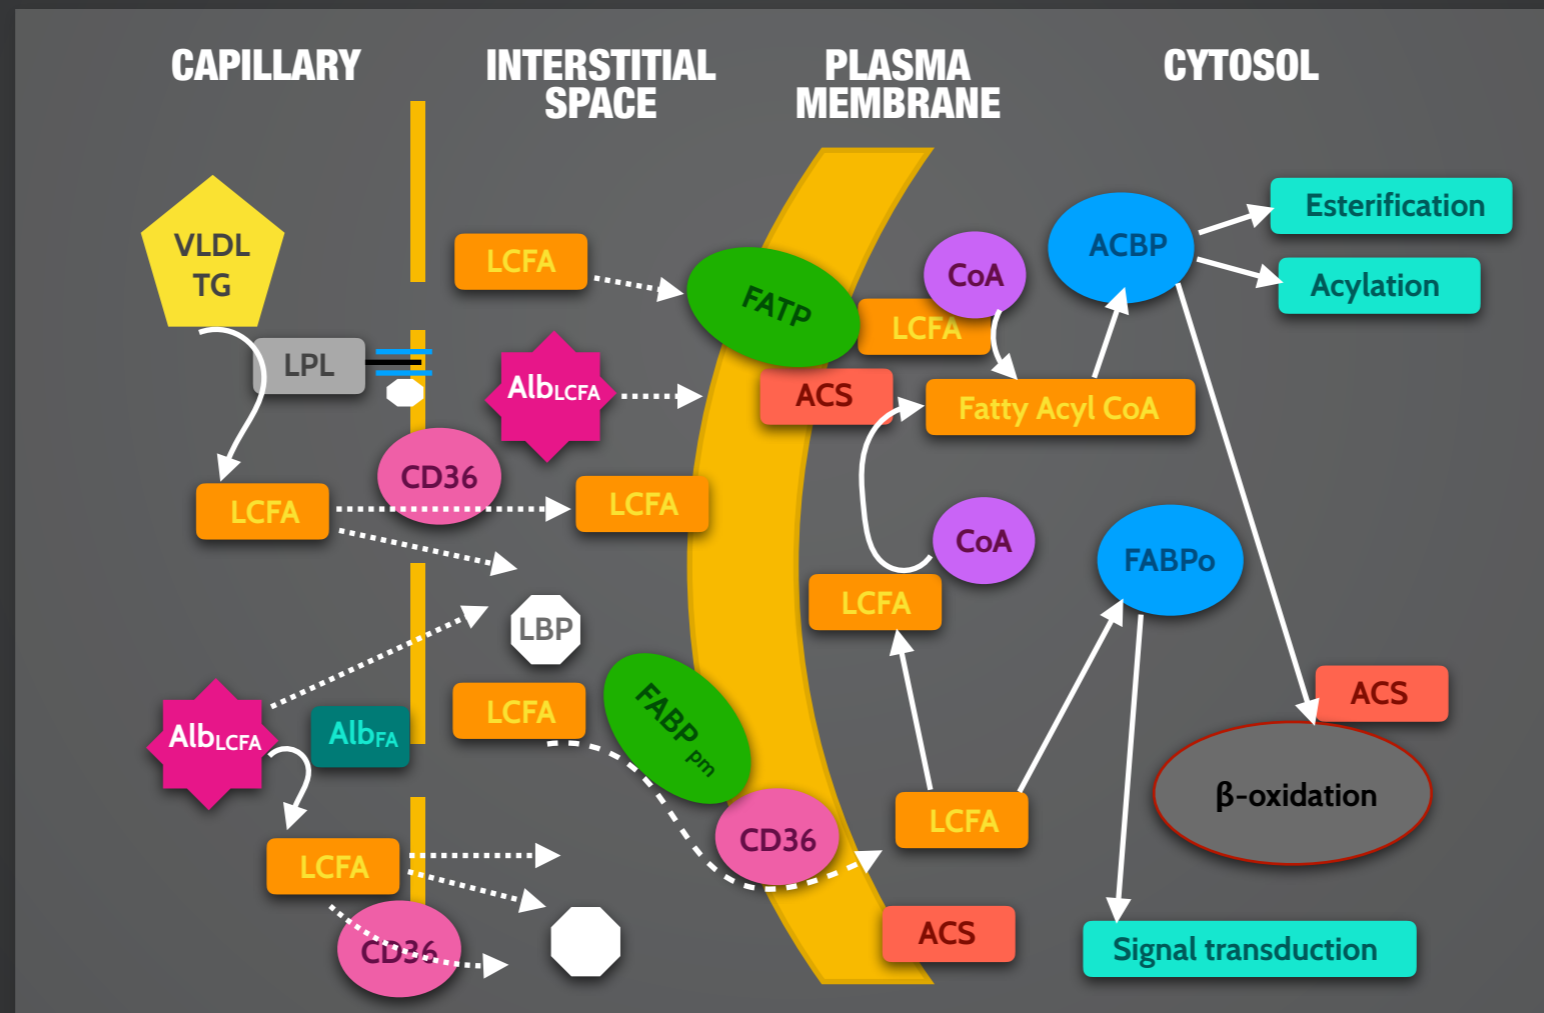 CAPILLARY
INTERSTITIAL
SPACE
PLASMA
MEMBRANE
CYTOSOL
VLDL
TG
LPL
CD36
LCFA
LCFA
AlbLCFA
LCFA
FATP
ACS
LCFA
CoA
Fatty Acyl CoA
ACBP
Esterification
Acylation
LBP
AlbLCFA
AlbFA
LCFA
CD36
LCFA
FABPpm
CD36
CoA
LCFA
FABPo
LCFA
ACS
ACS
β-oxidation
Signal transduction